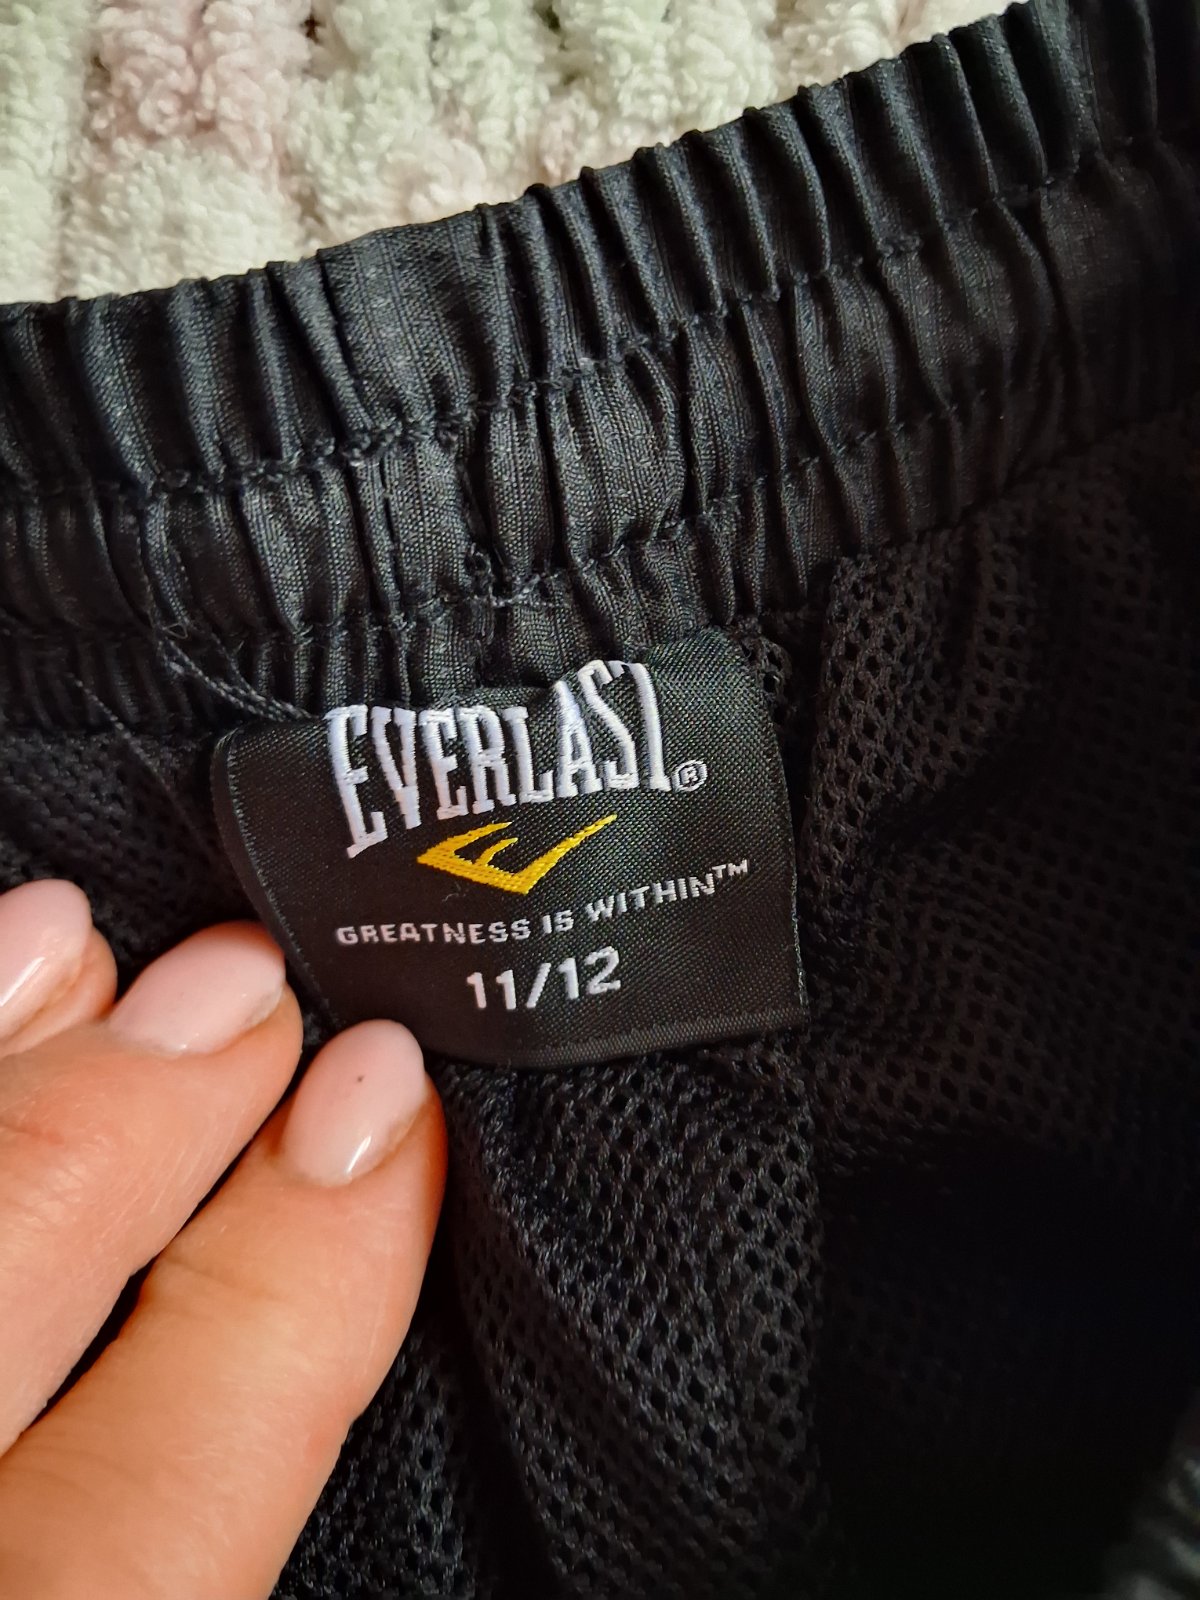 EVERLAST®
GREATNESS IS WITHIN™
11/12